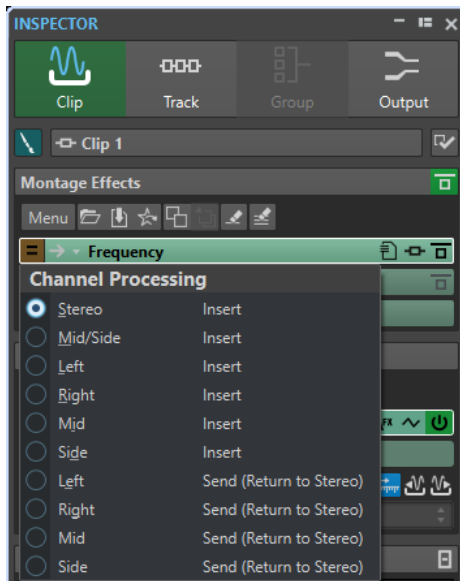 INSPECTOR
Clip Track Group Output
Clip 1
Montage Effects
Menu
Frequency
Channel Processing
Stereo Insert
Mid/Side Insert
Left Insert
Right Insert
Mid Insert
Side Insert
Left Send (Return to Stereo)
Right Send (Return to Stereo)
Mid Send (Return to Stereo)
Side Send (Return to Stereo)